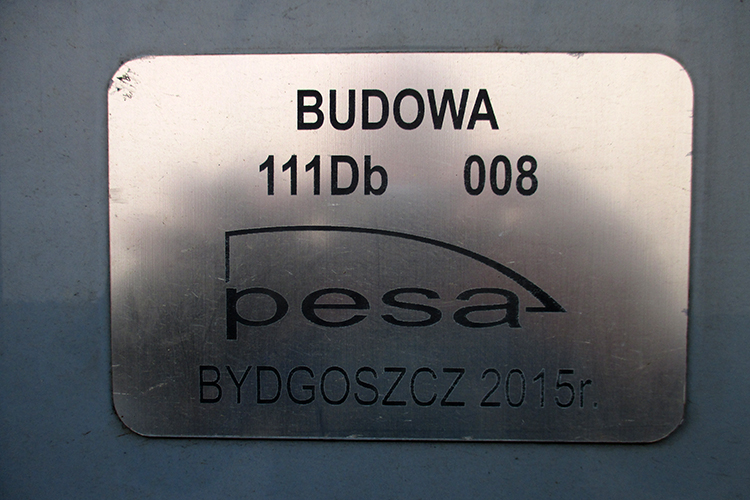 BUDOWA
111Db 008
pesa
BYDGOSZCZ 2015r.